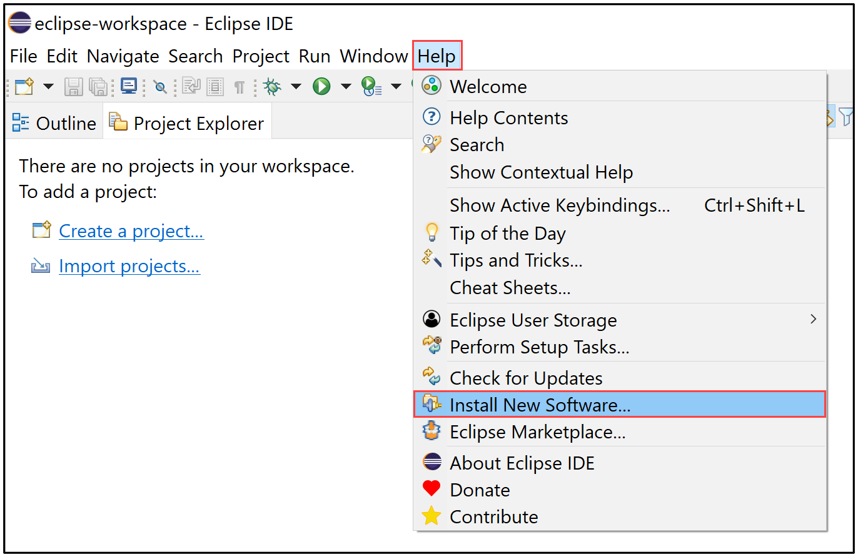 eclipse-workspace - Eclipse IDE
File Edit Navigate Search Project Run Window Help
Outline Project Explorer
There are no projects in your workspace.
To add a project:
Create a project...
Import projects...
Welcome
Help Contents
Search
Show Contextual Help
Show Active Keybindings... Ctrl+Shift+L
Tip of the Day
Tips and Tricks...
Cheat Sheets...
Eclipse User Storage
Perform Setup Tasks...
Check for Updates
Install New Software...
Eclipse Marketplace...
About Eclipse IDE
Donate
Contribute